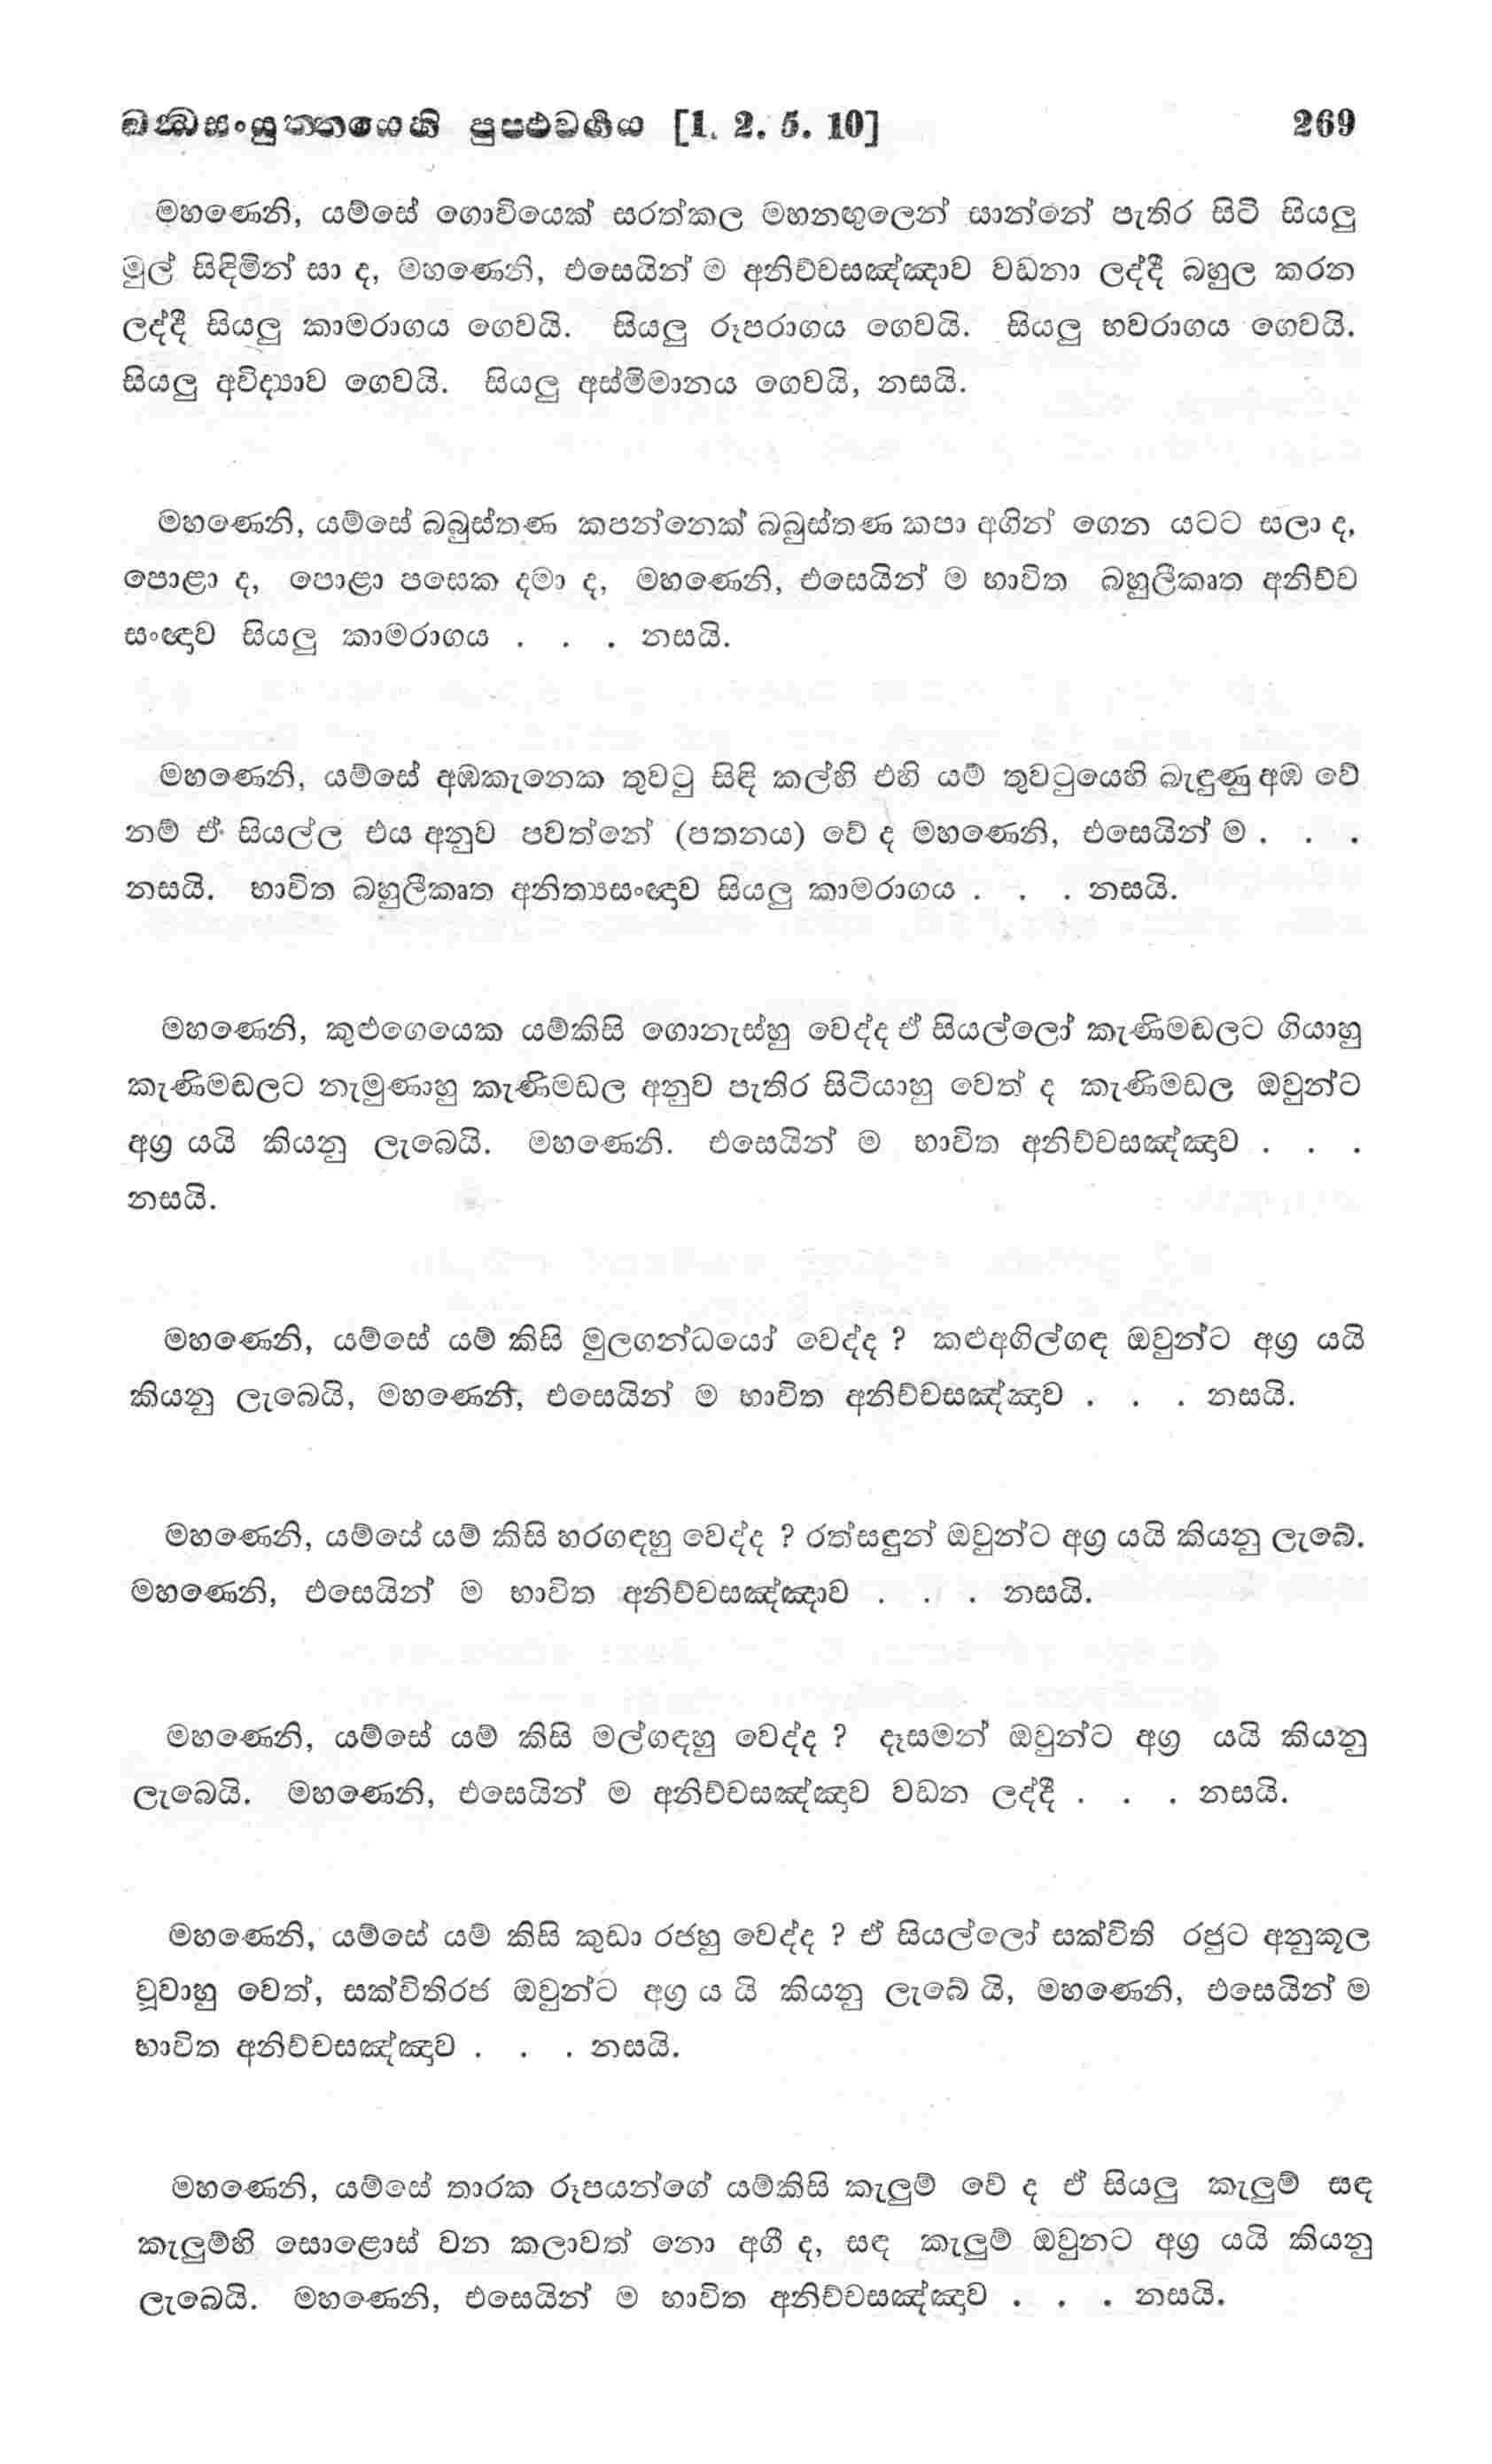 ඛන්ධසංයුත්තයෙහි පුප්ඵවර්‍ගය [1. 2. 5. 10] 269
මහණෙනි, යම්සේ ගොවියෙක් සරත්කල මහනඟුලෙන් සාන්නේ පැතිර සිටි සියලු
මුල් සිඳිමින් සා ද, මහණෙනි, එසෙයින් ම අනිච්චසඤ්ඤාව වඩනා ලද්දී බහුල කරන
ලද්දී සියලු කාමරාගය ගෙවයි. සියලු රූපරාගය ගෙවයි. සියලු භවරාගය ගෙවයි.
සියලු අවිද්‍යාව ගෙවයි. සියලු අස්මිමානය ගෙවයි, නසයි.
මහණෙනි, යම්සේ බබුස්තණ කපන්නෙක් බබුස්තණ කපා අගින් ගෙන යටට සලා ද,
පොළා ද, පොළා පසෙක දමා ද, මහණෙනි, එසෙයින් ම භාවිත බහුලීකෘත අනිච්ච
සංඥාව සියලු කාමරාගය . . . නසයි.
මහණෙනි, යම්සේ අඹකැනෙක තුවටු සිඳි කල්හි එහි යම් තුවටුයෙහි බැඳුණු අඹ වේ
නම් ඒ සියල්ල එය අනුව පවත්නේ (පතනය) වේ ද මහණෙනි, එසෙයින් ම . . .
නසයි. භාවිත බහුලීකෘත අනිත්‍යසංඥාව සියලු කාමරාගය . . . නසයි.
මහණෙනි, කුළුගෙයෙක යම්කිසි ගොනැස්හු වෙද්ද ඒ සියල්ලෝ කැණිමඬලට ගියාහු
කැණිමඬලට නැමුණාහු කැණිමඩල අනුව පැතිර සිටියාහු වෙත් ද කැණිමඩල ඔවුන්ට
අග්‍ර යයි කියනු ලැබෙයි. මහණෙනි. එසෙයින් ම භාවිත අනිච්චසඤ්ඤාව . . .
නසයි.
මහණෙනි, යම්සේ යම් කිසි මූලගන්ධයෝ වෙද්ද ? කළුඅගිල්ගඳ ඔවුන්ට අග්‍ර යයි
කියනු ලැබෙයි, මහණෙනි, එසෙයින් ම භාවිත අනිච්චසඤ්ඤාව . . . නසයි.
මහණෙනි, යම්සේ යම් කිසි හරගඳහු වෙද්ද ? රත්සඳුන් ඔවුන්ට අග්‍ර යයි කියනු ලැබේ.
මහණෙනි, එසෙයින් ම භාවිත අනිච්චසඤ්ඤාව . . . නසයි.
මහණෙනි, යම්සේ යම් කිසි මල්ගඳහු වෙද්ද ? දෑසමන් ඔවුන්ට අග්‍ර යයි කියනු
ලැබෙයි. මහණෙනි, එසෙයින් ම අනිච්චසඤ්ඤාව වඩන ලද්දී . . . නසයි.
මහණෙනි, යම්සේ යම් කිසි කුඩා රජහු වෙද්ද ? ඒ සියල්ලෝ සක්විති රජුට අනුකූල
වූවාහු වෙත්, සක්විතිරජ ඔවුන්ට අග්‍ර ය යි කියනු ලැබේ යි, මහණෙනි, එසෙයින් ම
භාවිත අනිච්චසඤ්ඤාව . . . නසයි.
මහණෙනි, යම්සේ තාරක රූපයන්ගේ යම්කිසි කැලුම් වේ ද ඒ සියලු කැලුම් සඳ
කැලුම්හි සොළොස් වන කලාවත් නො අගී ද, සඳ කැලුම් ඔවුනට අග්‍ර යයි කියනු
ලැබෙයි. මහණෙනි, එසෙයින් ම භාවිත අනිච්චසඤ්ඤාව . . . නසයි.